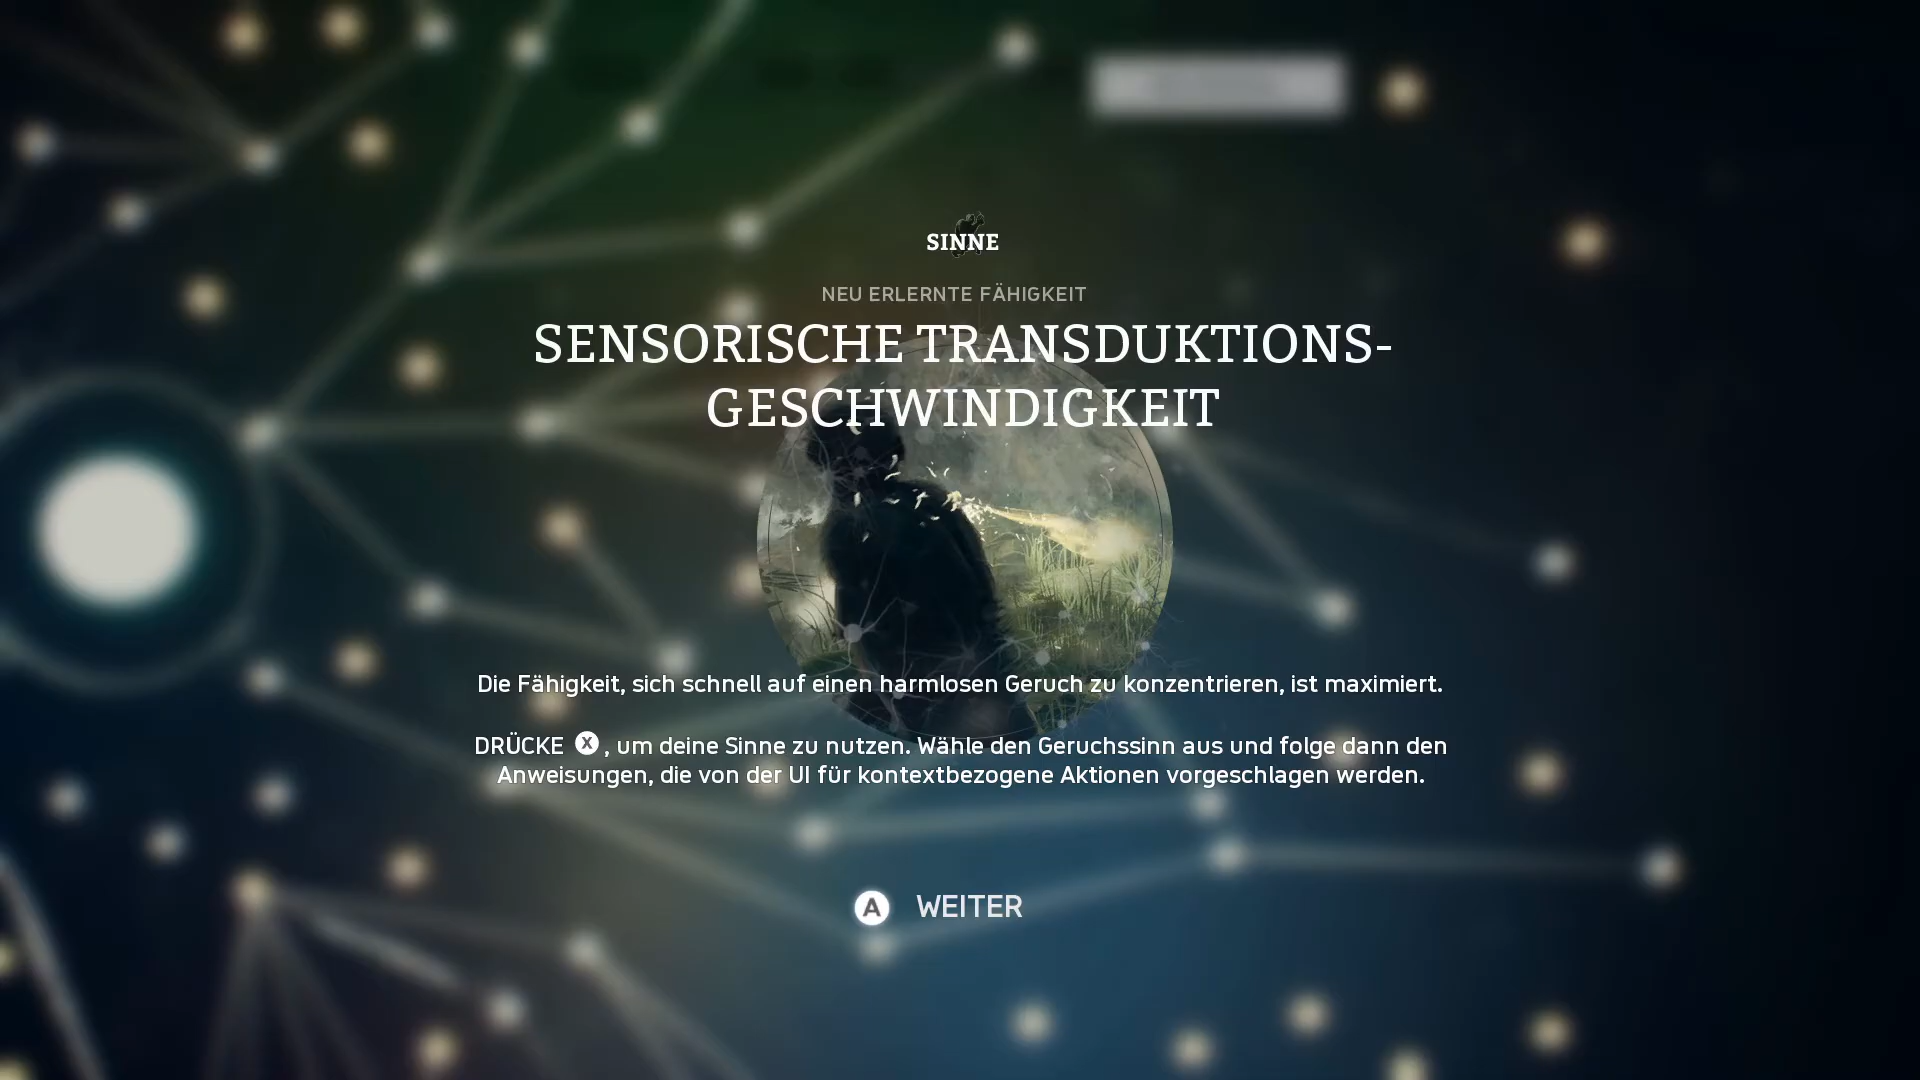 SINNE
NEU ERLERNTE FÄHIGKEIT
SENSORISCHE TRANSDUKTIONS-
GESCHWINDIGKEIT
Die Fähigkeit, sich schnell auf einen harmlosen Geruch zu konzentrieren, ist maximiert.
DRÜCKE X, um deine Sinne zu nutzen. Wähle den Geruchssinn aus und folge dann den
Anweisungen, die von der UI für kontextbezogene Aktionen vorgeschlagen werden.
A WEITER